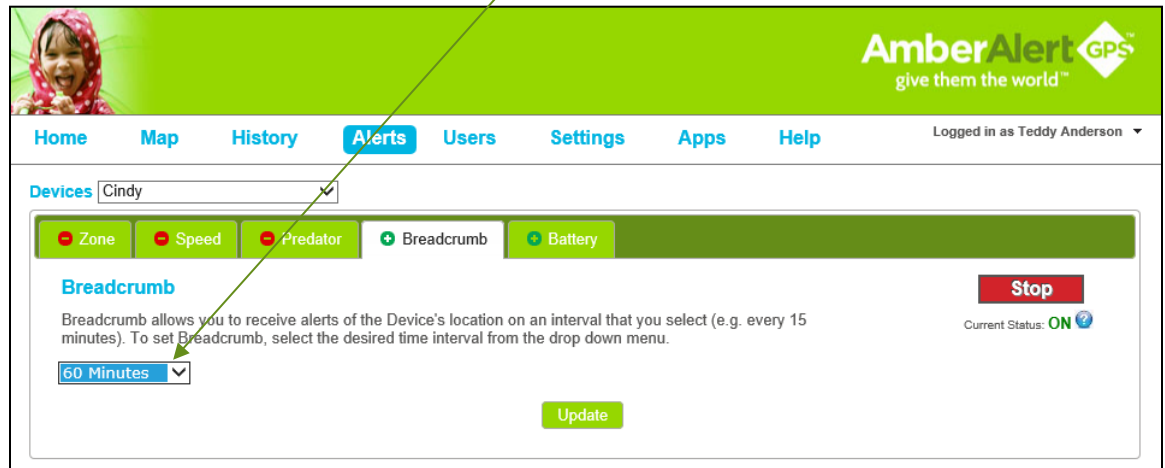 AmberAlert GPS™
give them the world™
Home Map History Alerts Users Settings Apps Help Logged in as Teddy Anderson
Devices Cindy
Zone Speed Predator Breadcrumb Battery
Breadcrumb
Stop
Breadcrumb allows you to receive alerts of the Device's location on an interval that you select (e.g. every 15
minutes). To set Breadcrumb, select the desired time interval from the drop down menu.
Current Status: ON ?
60 Minutes
Update